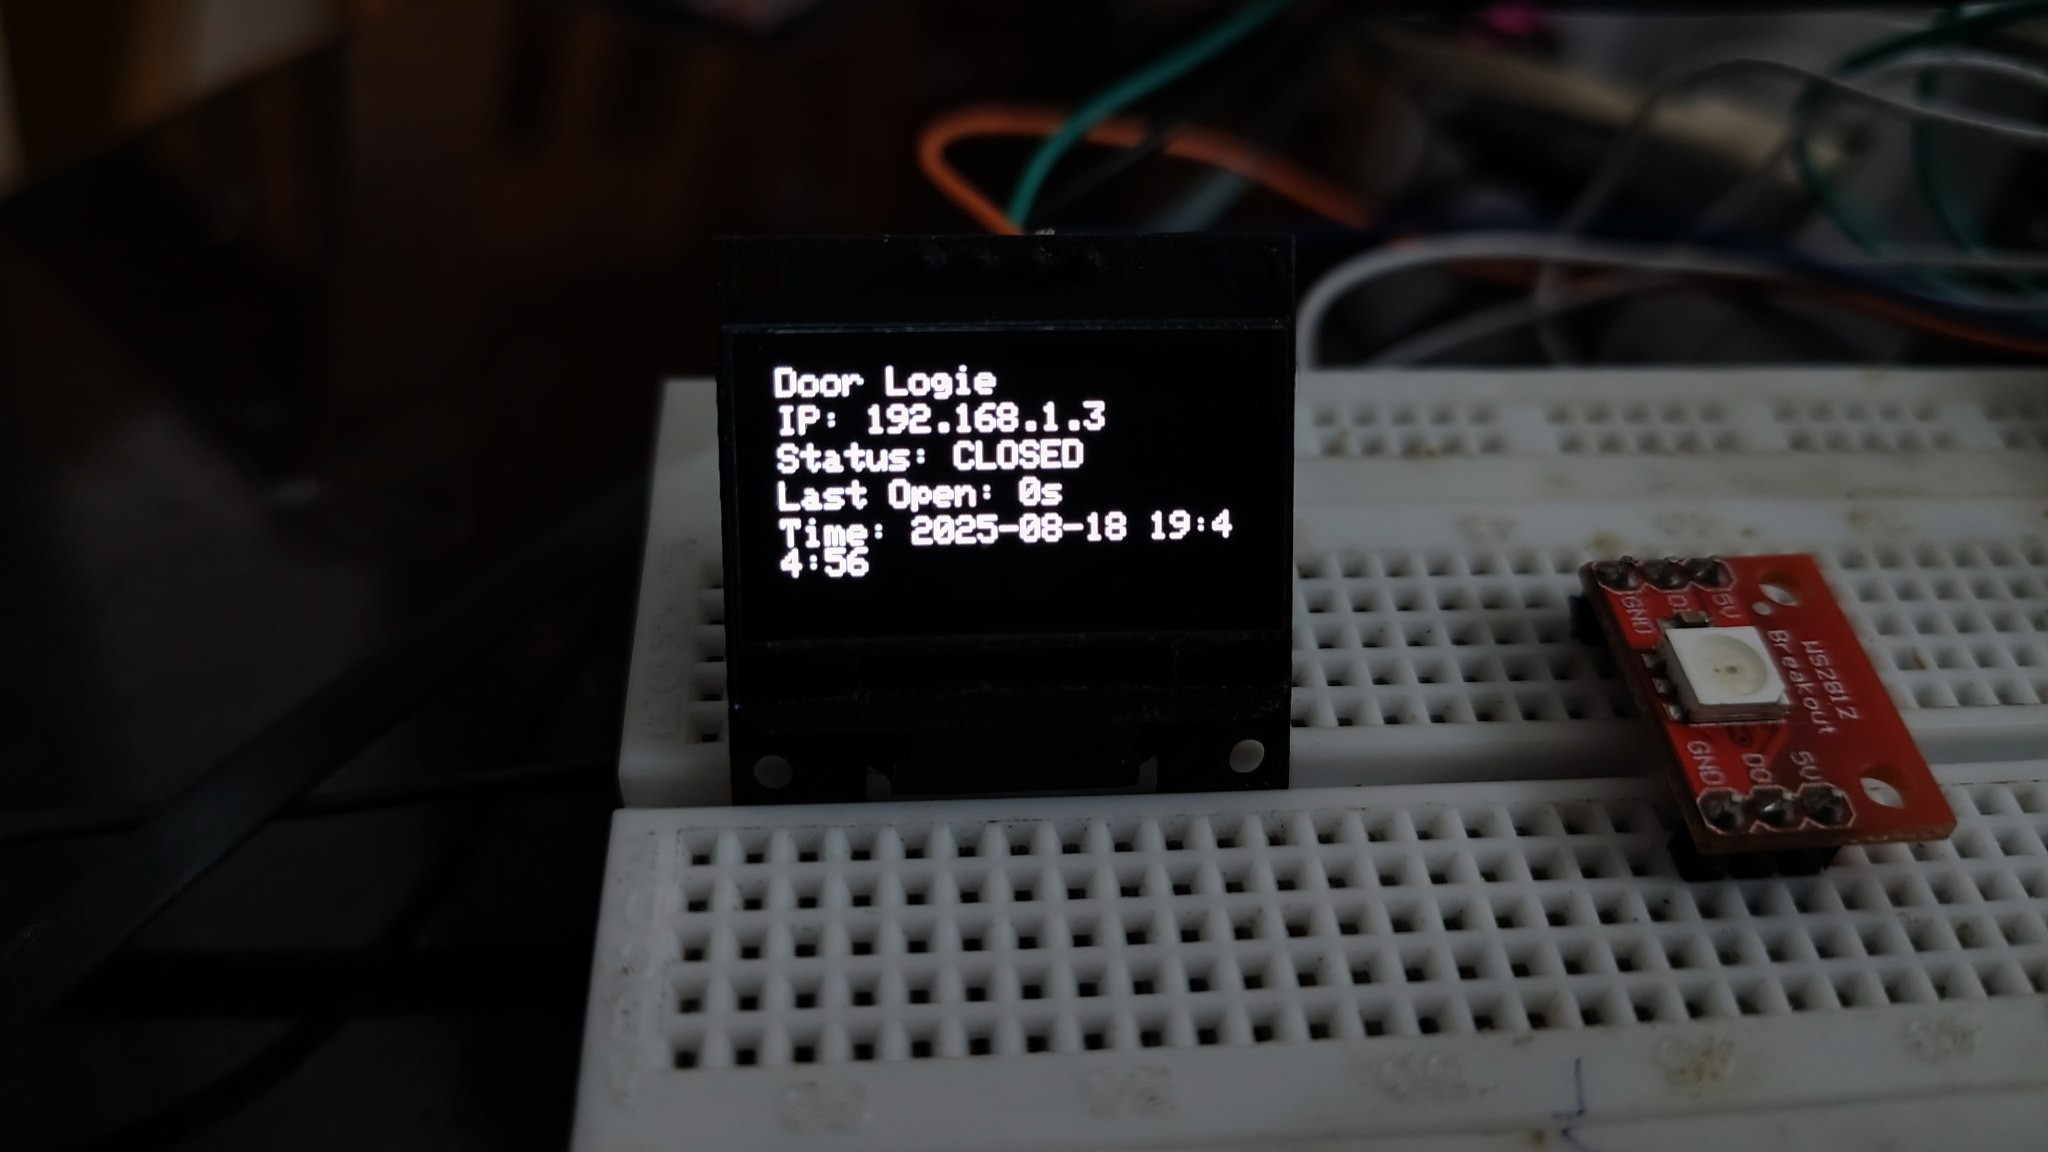 Door Logie
IP: 192.168.1.3
Status: CLOSED
Last Open: 0s
Time: 2025-08-18 19:4
4:56
GND
5V
WS2812
Breakout
GND
DO
5V